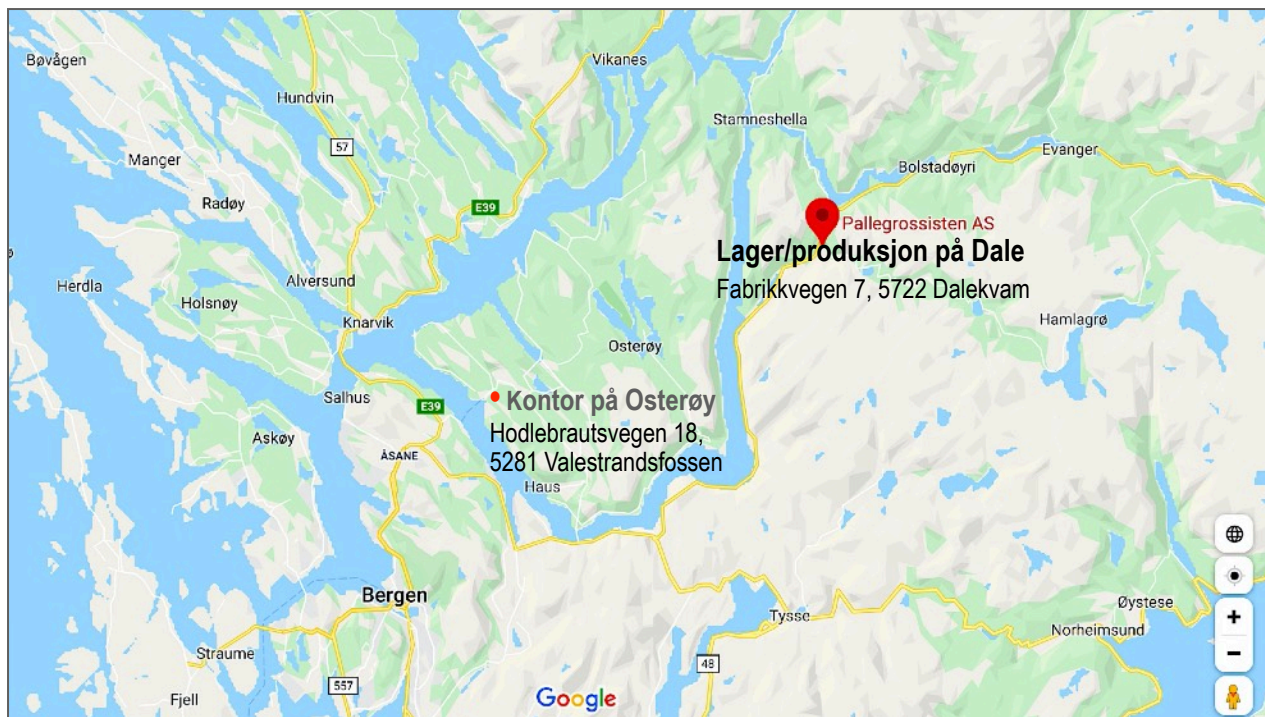 Bøvågen
Vikanes
Hundvin
Stamneshella
57
Evanger
Manger
Bolstadøyri
Radøy
E39
Pallegrossisten AS
Lager/produksjon på Dale
Fabrikkvegen 7, 5722 Dalekvam
Alversund
Herdla
Holsnøy
Knarvik
Hamlagrø
Osterøy
Salhus
Kontor på Osterøy
E39
Hodlebrautsvegen 18,
5281 Valestrandsfossen
Askøy
ÅSANE
Haus
Bergen
Tysse
Øystese
Norheimsund
Straume
48
557
Fjell
Google